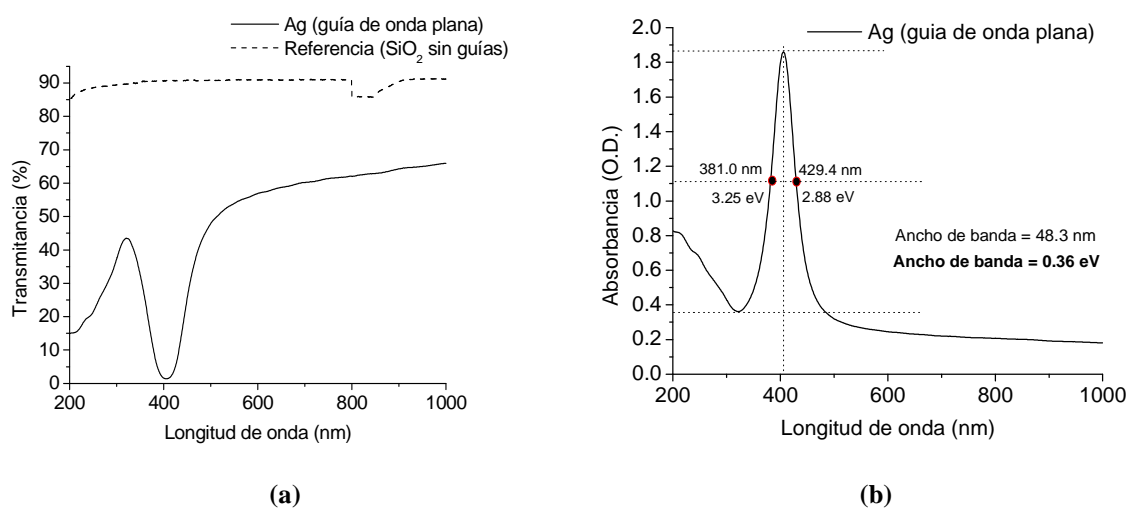 Ag (guía de onda plana)
Referencia (SiO₂ sin guías)
90
80
70
60
50
40
30
20
10
0
Transmitancia (%)
200
400
600
800
1000
Longitud de onda (nm)
(a)
Ag (guia de onda plana)
2.0
1.8
1.6
1.4
1.2
1.0
0.8
0.6
0.4
0.2
0.0
Absorbancia (O.D.)
381.0 nm
429.4 nm
3.25 eV
2.88 eV
Ancho de banda = 48.3 nm
Ancho de banda = 0.36 eV
200
400
600
800
1000
Longitud de onda (nm)
(b)